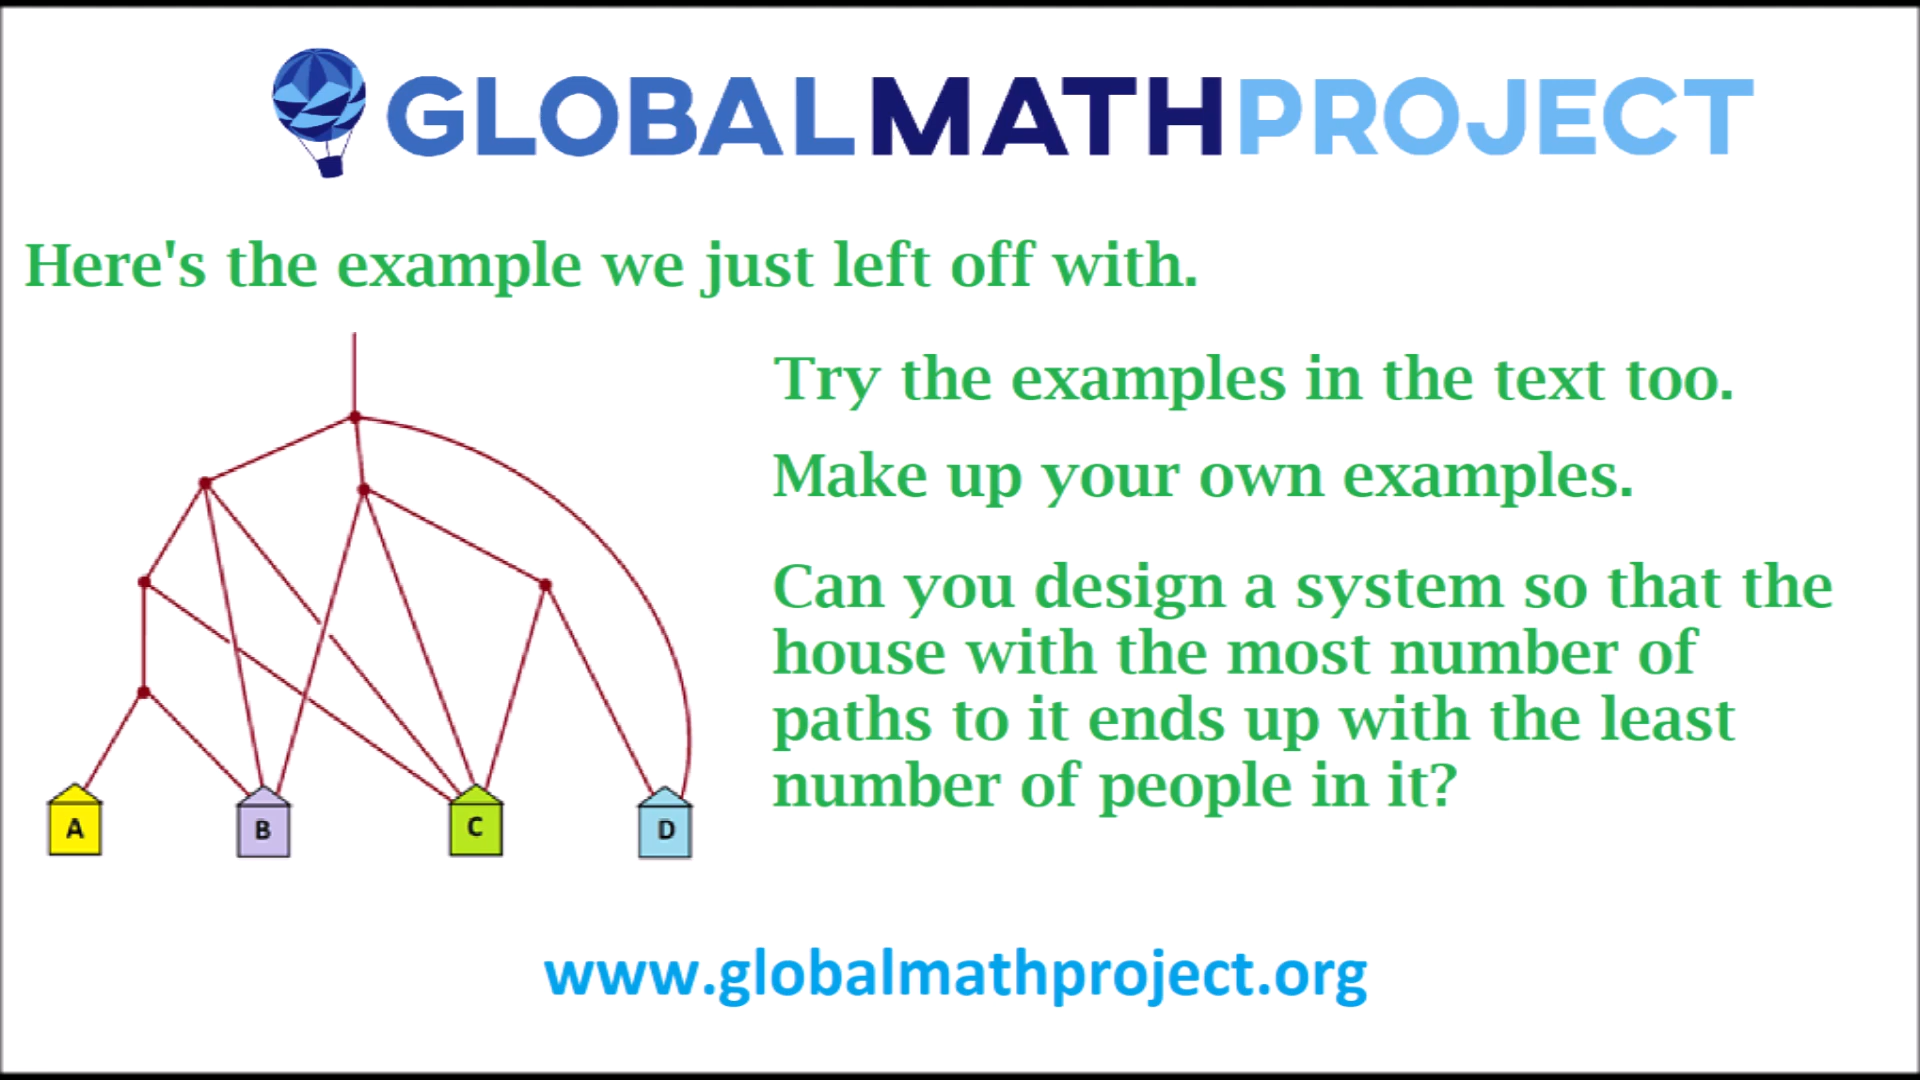 GLOBALMATHPROJECT
Here's the example we just left off with.
Try the examples in the text too.
Make up your own examples.
Can you design a system so that the
house with the most number of
paths to it ends up with the least
number of people in it?
A
B
C
D
www.globalmathproject.org